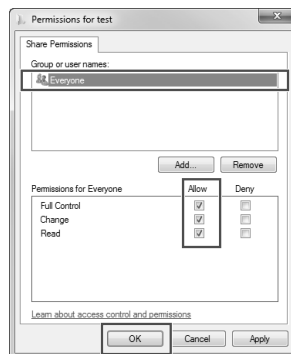 Permissions for test
Share Permissions
Group or user names:
Everyone
Add... Remove
Permissions for Everyone Allow Deny
Full Control
Change
Read
Learn about access control and permissions
OK Cancel Apply